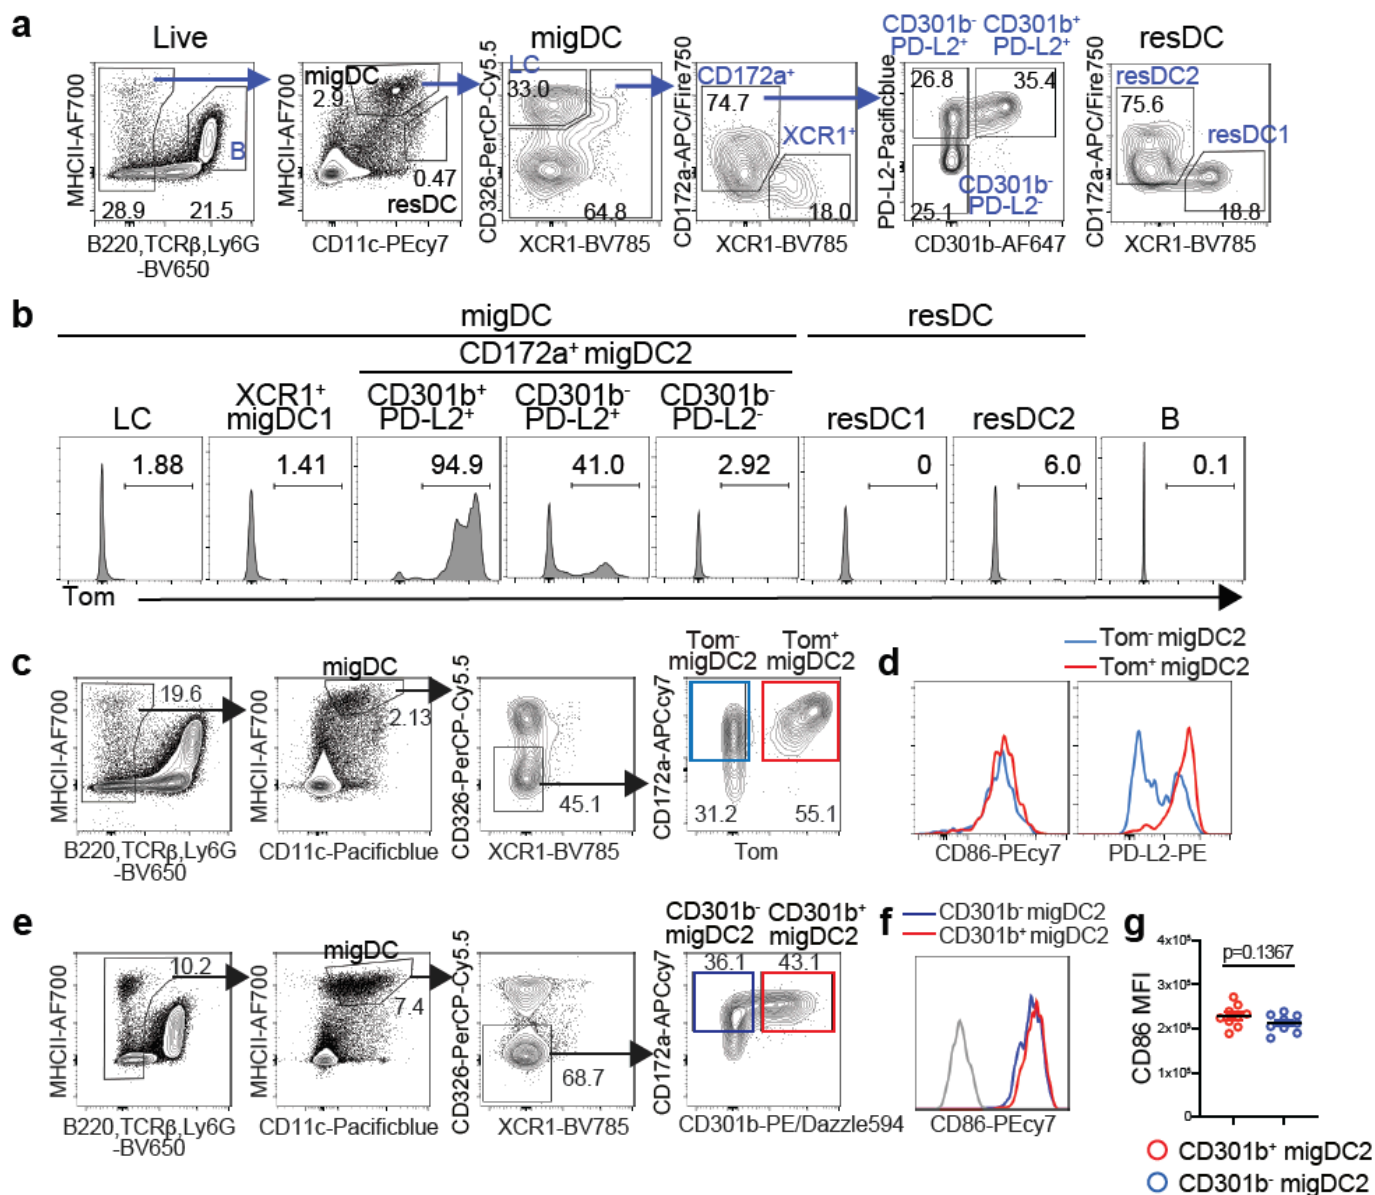 a
Live
migDC
resDC
CD301b- CD301b+
PD-L2+ PD-L2+
MHCII-AF700
28.9
21.5
B
B220,TCRβ,Ly6G
-BV650
MHCII-AF700
migDC
2.9
0.47
resDC
CD11c-PEcy7
CD326-PerCP-Cy5.5
LC
33.0
64.8
XCR1-BV785
CD172a-APC/Fire750
CD172a+
74.7
XCR1+
18.0
XCR1-BV785
PD-L2-Pacificblue
26.8
35.4
25.1
CD301b-
PD-L2-
CD301b-AF647
CD172a-APC/Fire750
resDC2
75.6
resDC1
18.8
XCR1-BV785
b
migDC
resDC
CD172a+ migDC2
LC
XCR1+
migDC1
CD301b+
PD-L2+
CD301b-
PD-L2+
CD301b-
PD-L2-
resDC1
resDC2
B
1.88
1.41
94.9
41.0
2.92
0
6.0
0.1
Tom
c
MHCII-AF700
19.6
B220,TCRβ,Ly6G
-BV650
MHCII-AF700
migDC
2.13
CD11c-Pacificblue
CD326-PerCP-Cy5.5
45.1
XCR1-BV785
Tom-
migDC2
Tom+
migDC2
CD172a-APCcy7
31.2
55.1
Tom
d
Tom- migDC2
Tom+ migDC2
CD86-PEcy7
PD-L2-PE
e
MHCII-AF700
10.2
B220,TCRβ,Ly6G
-BV650
MHCII-AF700
migDC
7.4
CD11c-Pacificblue
CD326-PerCP-Cy5.5
68.7
XCR1-BV785
CD301b-
migDC2
CD301b+
migDC2
36.1
43.1
CD172a-APCcy7
CD301b-PE/Dazzle594
f
CD301b- migDC2
CD301b+ migDC2
CD86-PEcy7
g
CD86 MFI
p=0.1367
0
CD301b+ migDC2
CD301b- migDC2